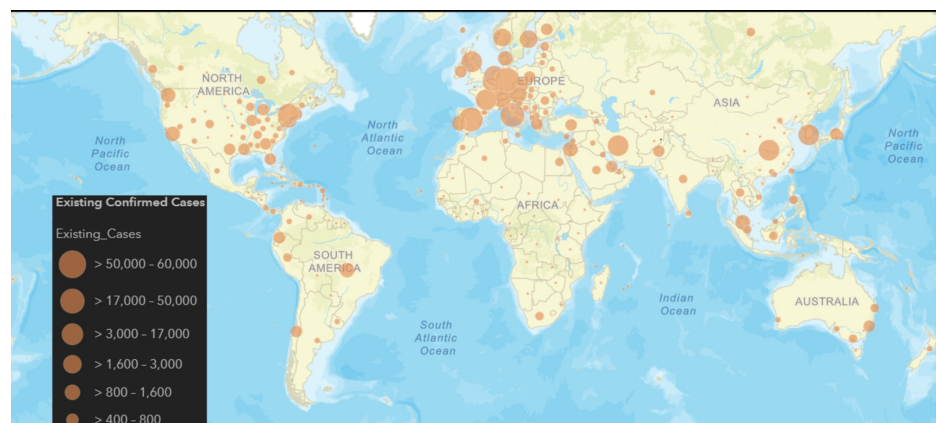 NORTH
AMERICA
EUROPE
ASIA
North
Pacific
Ocean
North
Atlantic
Ocean
North
Pacific
Ocean
Existing Confirmed Cases
Existing_Cases
> 50,000 - 60,000
> 17,000 - 50,000
> 3,000 - 17,000
> 1,600 - 3,000
> 800 - 1,600
> 400 - 800
AFRICA
SOUTH
AMERICA
Indian
Ocean
AUSTRALIA
South
Atlantic
Ocean